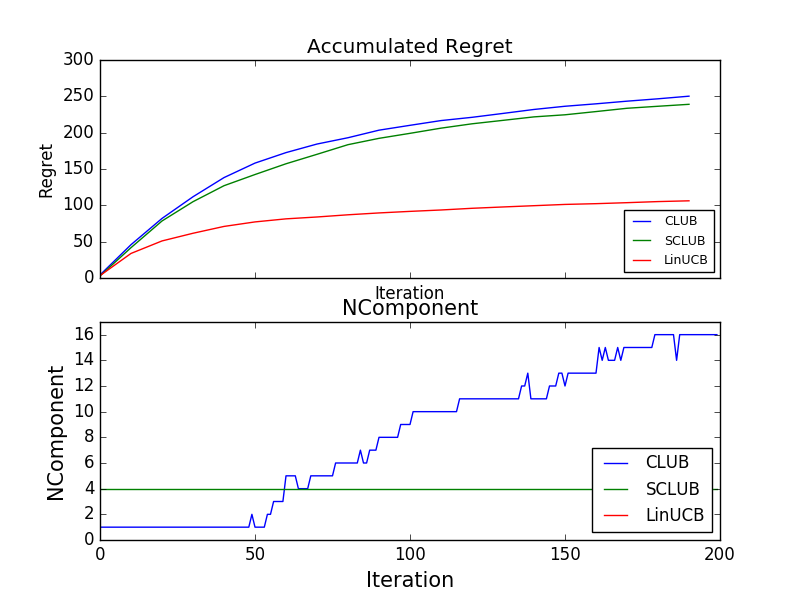 Accumulated Regret
300
250
200
150
100
50
0
Regret
CLUB
SCLUB
LinUCB
Iteration
NComponent
16
14
12
10
8
6
4
2
0
NComponent
CLUB
SCLUB
LinUCB
0 50 100 150 200
Iteration